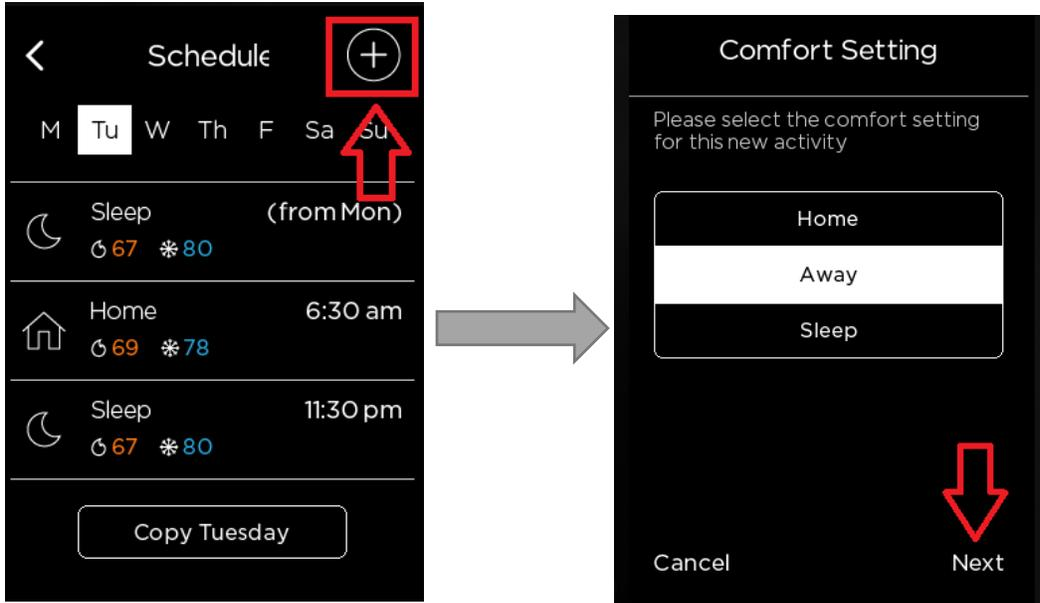 Schedule
M Tu W Th F Sa Su
Sleep (from Mon)
67 80
Home 6:30 am
69 78
Sleep 11:30 pm
67 80
Copy Tuesday
Comfort Setting
Please select the comfort setting
for this new activity
Home
Away
Sleep
Cancel Next